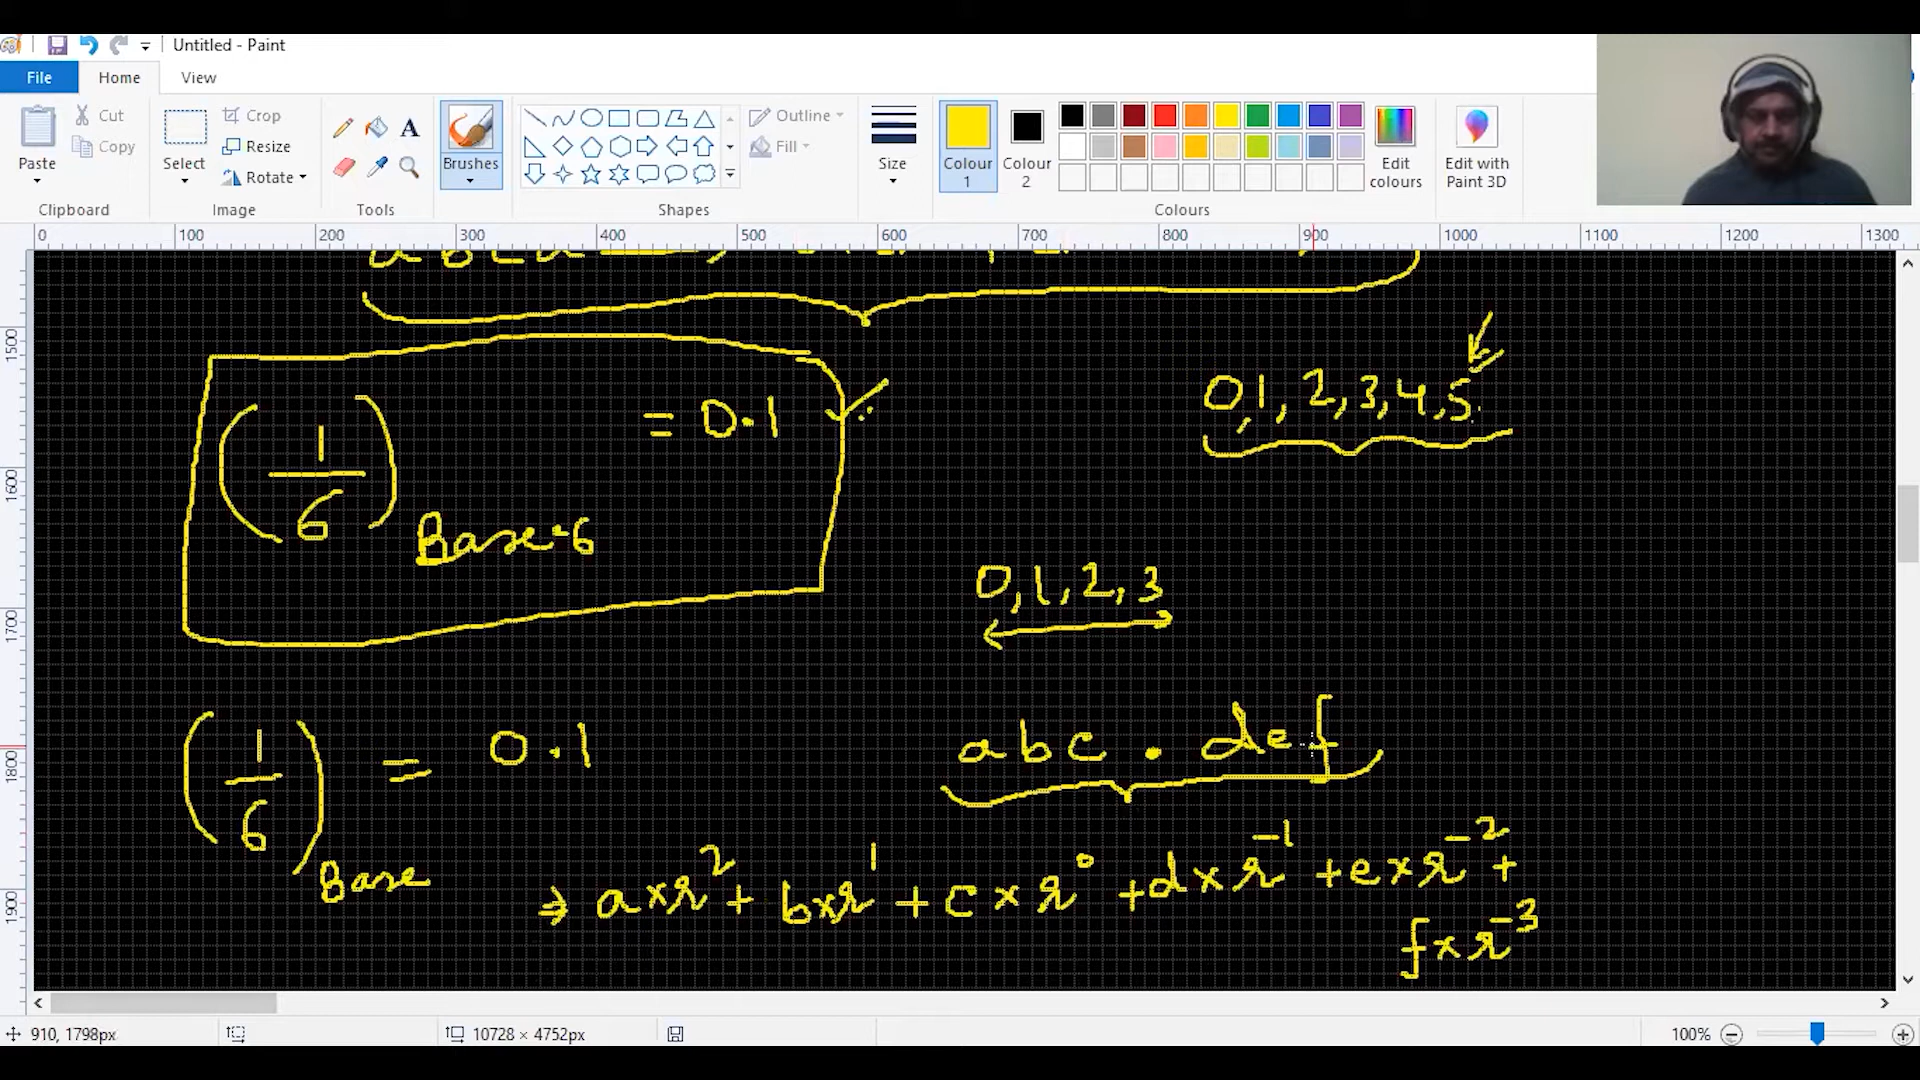 Untitled - Paint
File Home View
Paste
Cut
Copy
Clipboard
Select
Crop
Resize
Rotate
Image
A
Tools
Brushes
Shapes
Outline
Fill
Size
Colour 1
Colour 2
Colours
Edit colours
Edit with Paint 3D
0 100 200 300 400 500 600 700 800 900 1000 1100 1200 1300
1500
1600
1700
1800
1900
(1/6) Base-6 = 0.1
0,1,2,3,4,5
0,1,2,3
(1/6) Base = 0.1
abc . def
⇒ a×r² + b×r¹ + c×r⁰ + d×r⁻¹ + e×r⁻² +
f×r⁻³
910, 1798px
10728 × 4752px
100%